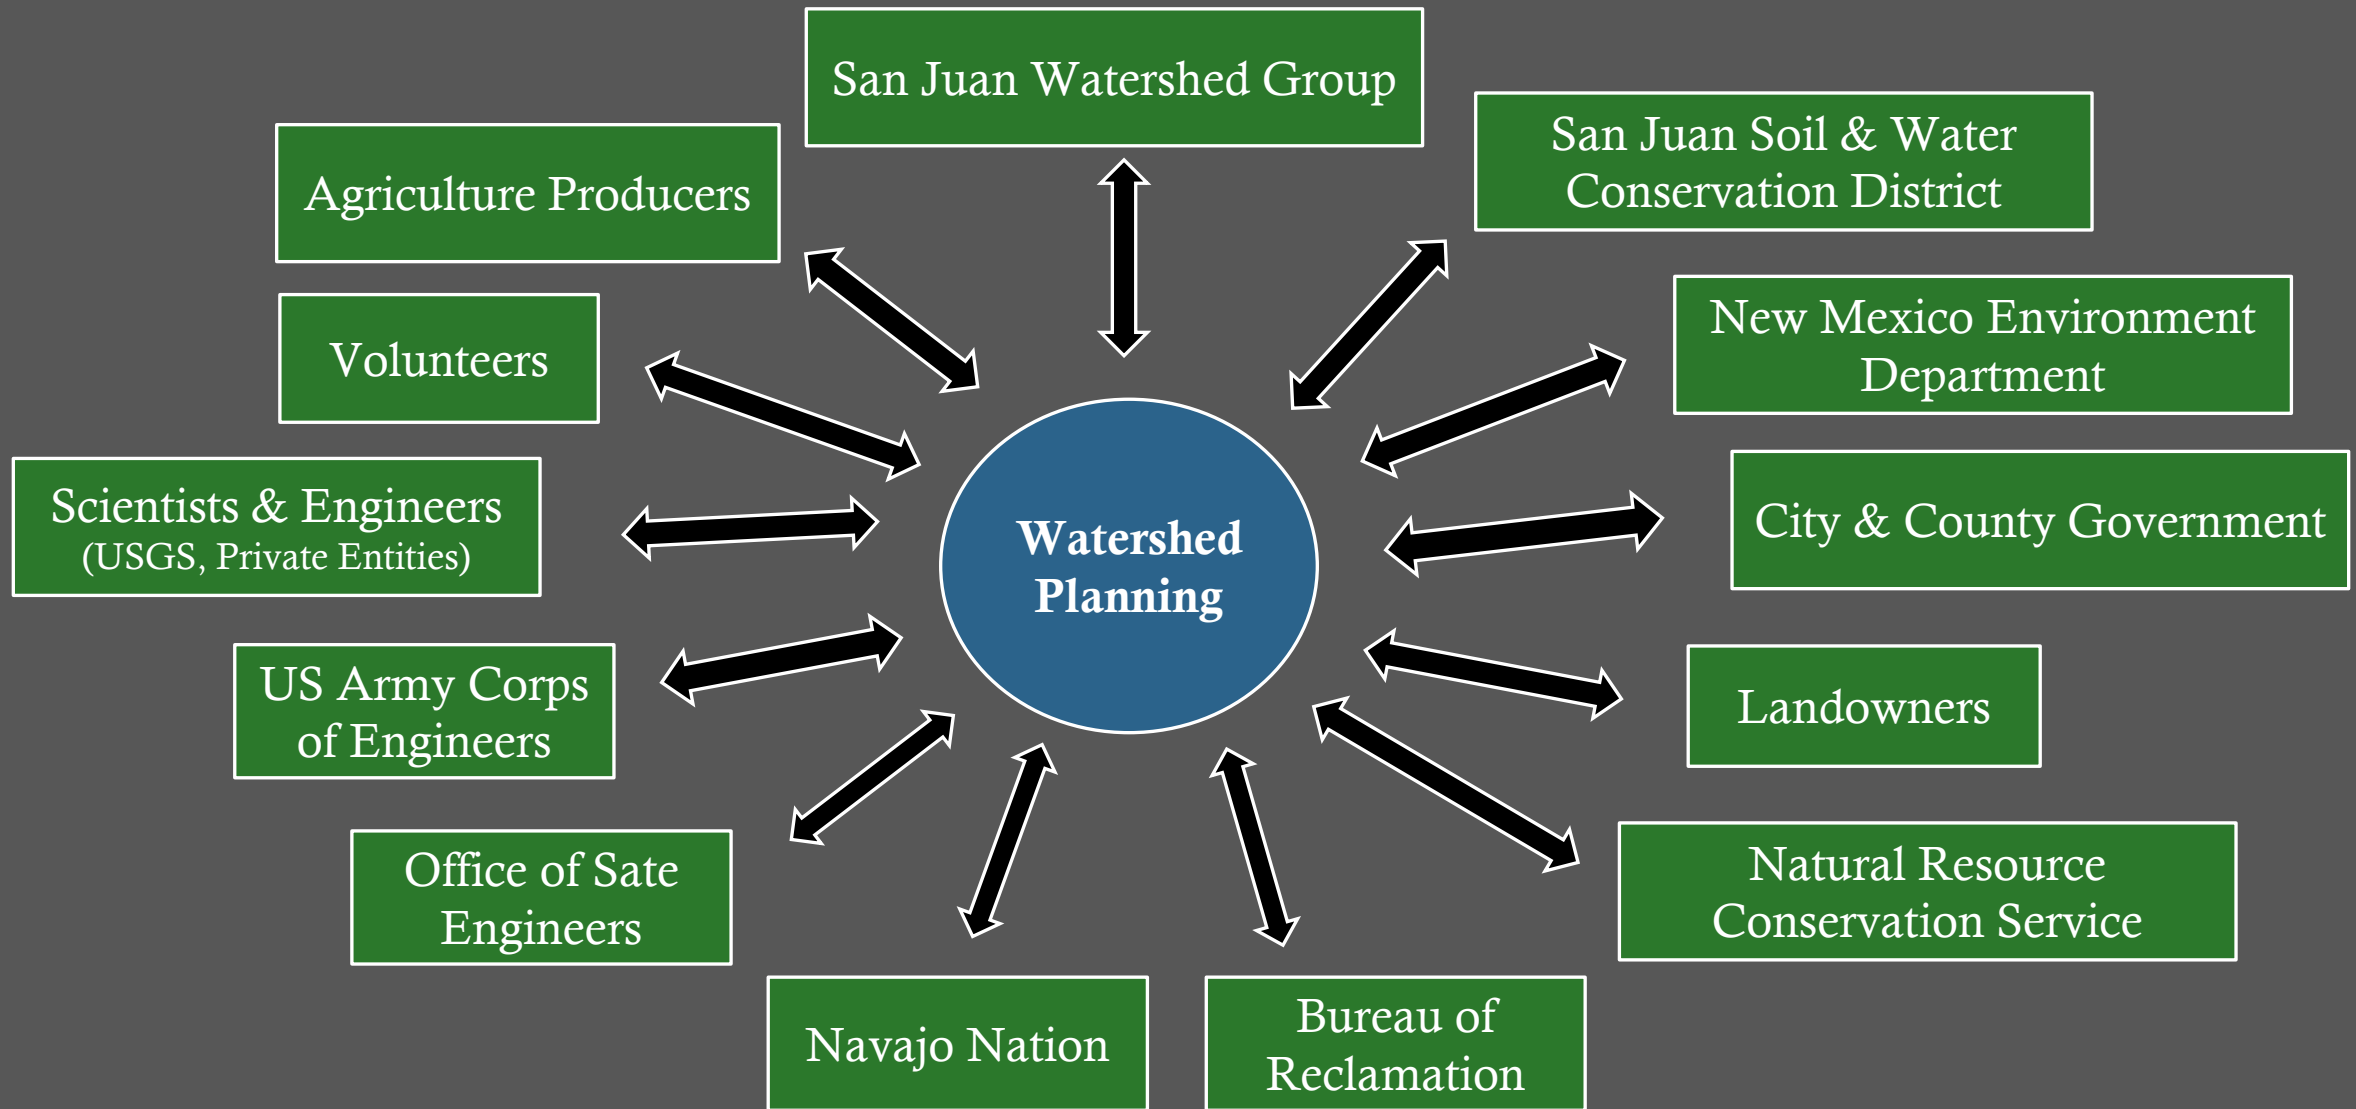 San Juan Watershed Group
San Juan Soil & Water
Conservation District
Agriculture Producers
New Mexico Environment
Department
Volunteers
Scientists & Engineers
(USGS, Private Entities)
Watershed
Planning
City & County Government
US Army Corps
of Engineers
Landowners
Office of Sate
Engineers
Natural Resource
Conservation Service
Navajo Nation
Bureau of
Reclamation